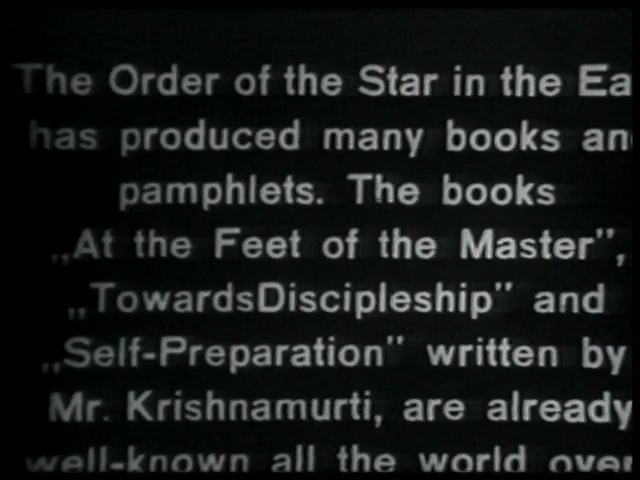 The Order of the Star in the Ea
has produced many books an
pamphlets. The books
„At the Feet of the Master”,
„TowardsDiscipleship” and
„Self-Preparation” written by
Mr. Krishnamurti, are already
well-known all the world over